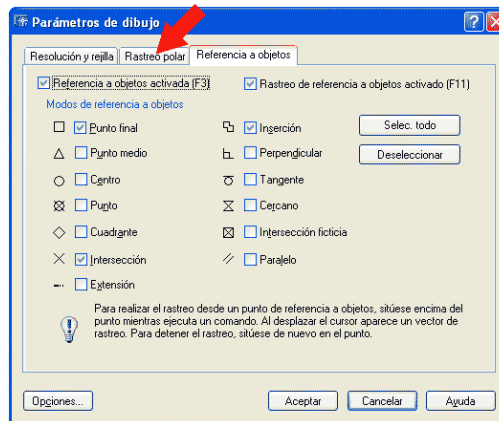 Parámetros de dibujo
Resolución y rejilla Rastreo polar Referencia a objetos
Referencia a objetos activada (F3) Rastreo de referencia a objetos activado (F11)
Modos de referencia a objetos
Punto final Inserción Selec. todo
Punto medio Perpendicular Deseleccionar
Centro Tangente
Punto Cercano
Cuadrante Intersección ficticia
Intersección Paralelo
Extensión
Para realizar el rastreo desde un punto de referencia a objetos, sitúese encima del
punto mientras ejecuta un comando. Al desplazar el cursor aparece un vector de
rastreo. Para detener el rastreo, sitúese de nuevo en el punto.
Opciones... Aceptar Cancelar Ayuda